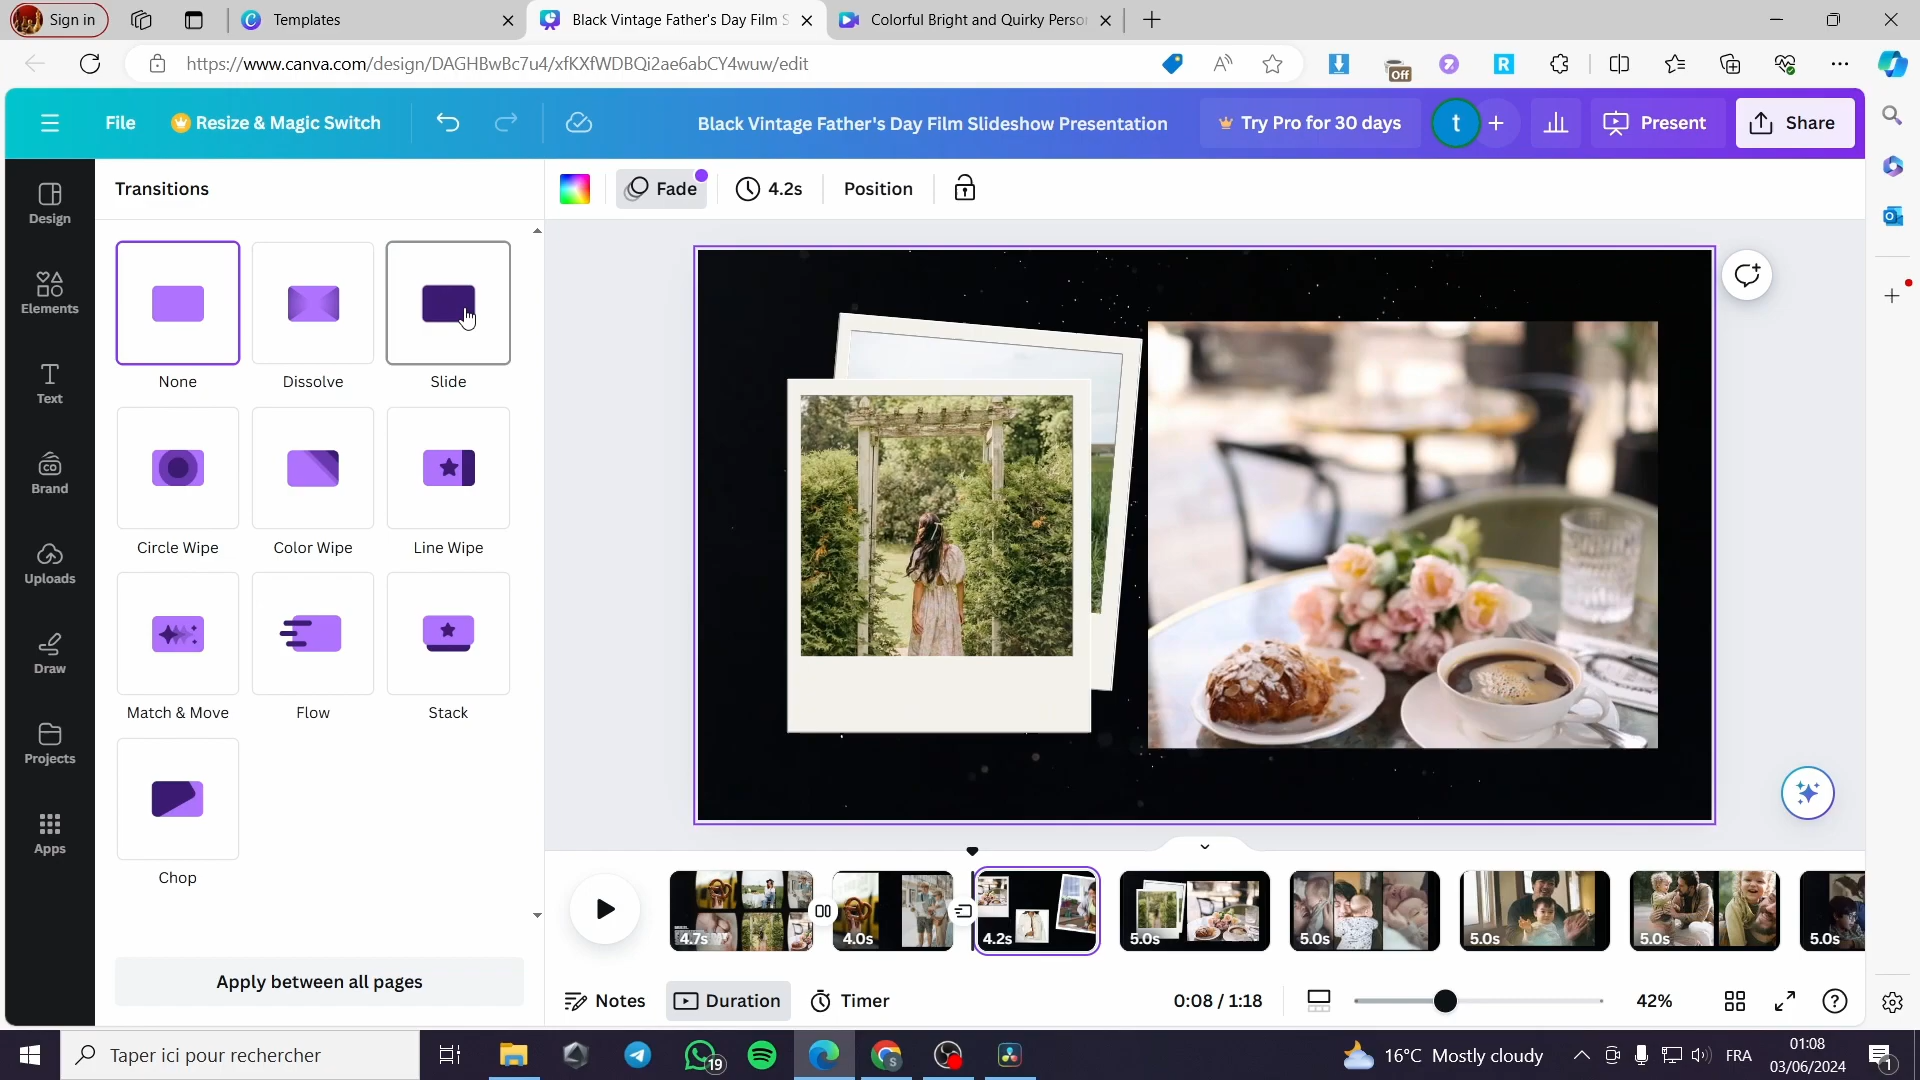 Sign in
Templates
Black Vintage Father's Day Film S
Colorful Bright and Quirky Perso
https://www.canva.com/design/DAGHBwBc7u4/xfKXfWDBQi2ae6abCY4wuw/edit
Off
File
Resize & Magic Switch
Black Vintage Father's Day Film Slideshow Presentation
Try Pro for 30 days
t
Present
Share
Transitions
Fade
4.2s
Position
Design
Elements
Text
Brand
Uploads
Draw
Projects
Apps
None
Dissolve
Slide
Circle Wipe
Color Wipe
Line Wipe
Match & Move
Flow
Stack
Chop
Apply between all pages
4.7s
4.0s
4.2s
5.0s
5.0s
5.0s
5.0s
5.0s
Notes
Duration
Timer
0:08 / 1:18
42%
Taper ici pour rechercher
19
16°C Mostly cloudy
FRA
01:08
03/06/2024
1